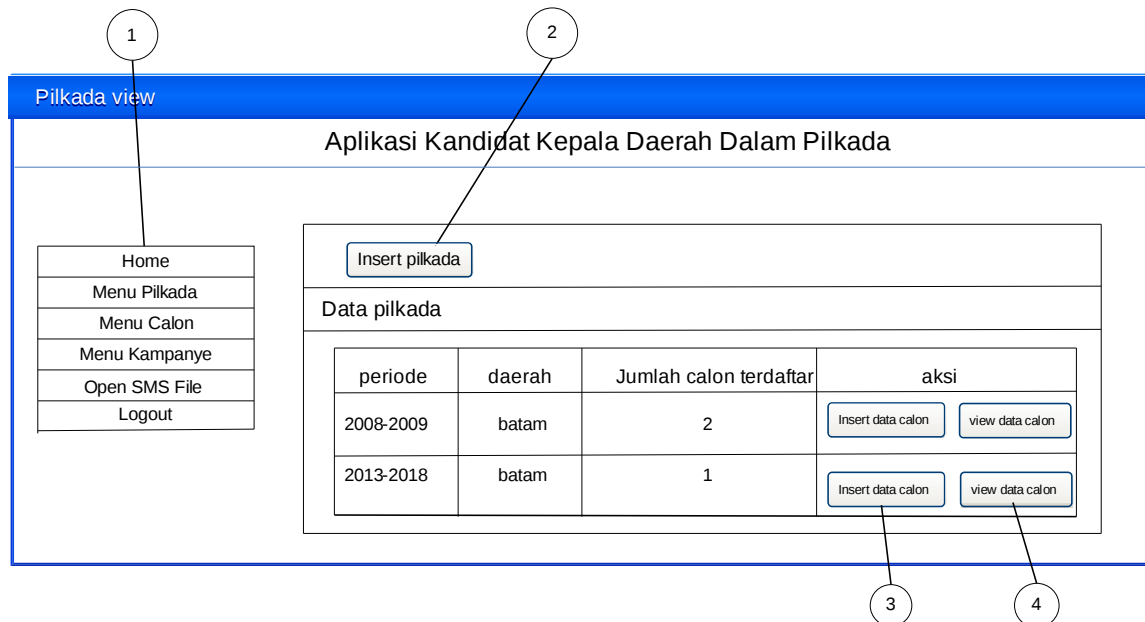 1
2
Pilkada view
Aplikasi Kandidat Kepala Daerah Dalam Pilkada
Home
Menu Pilkada
Menu Calon
Menu Kampanye
Open SMS File
Logout
Insert pilkada
Data pilkada
periode daerah Jumlah calon terdaftar aksi
2008-2009 batam 2 Insert data calon view data calon
2013-2018 batam 1 Insert data calon view data calon
3
4